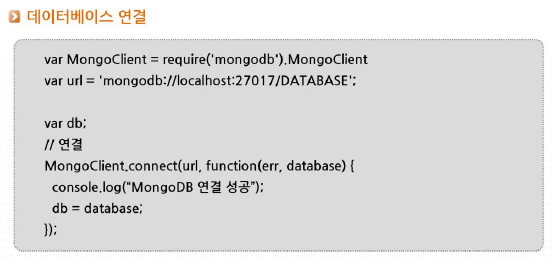 데이터베이스 연결
var MongoClient = require('mongodb').MongoClient
var url = 'mongodb://localhost:27017/DATABASE';
var db;
// 연결
MongoClient.connect(url, function(err, database) {
console.log(“MongoDB 연결 성공”);
db = database;
});